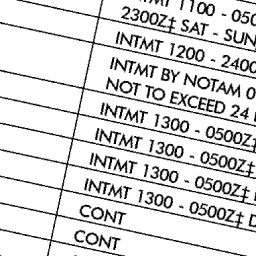 INTMT 1100 - 050
2300Z‡ SAT - SUN
INTMT 1200 - 2400
INTMT BY NOTAM 0
NOT TO EXCEED 24
INTMT 1300 - 0500Z‡
INTMT 1300 - 0500Z‡
INTMT 1300 - 0500Z‡
INTMT 1300 - 0500Z‡ D
CONT
CONT